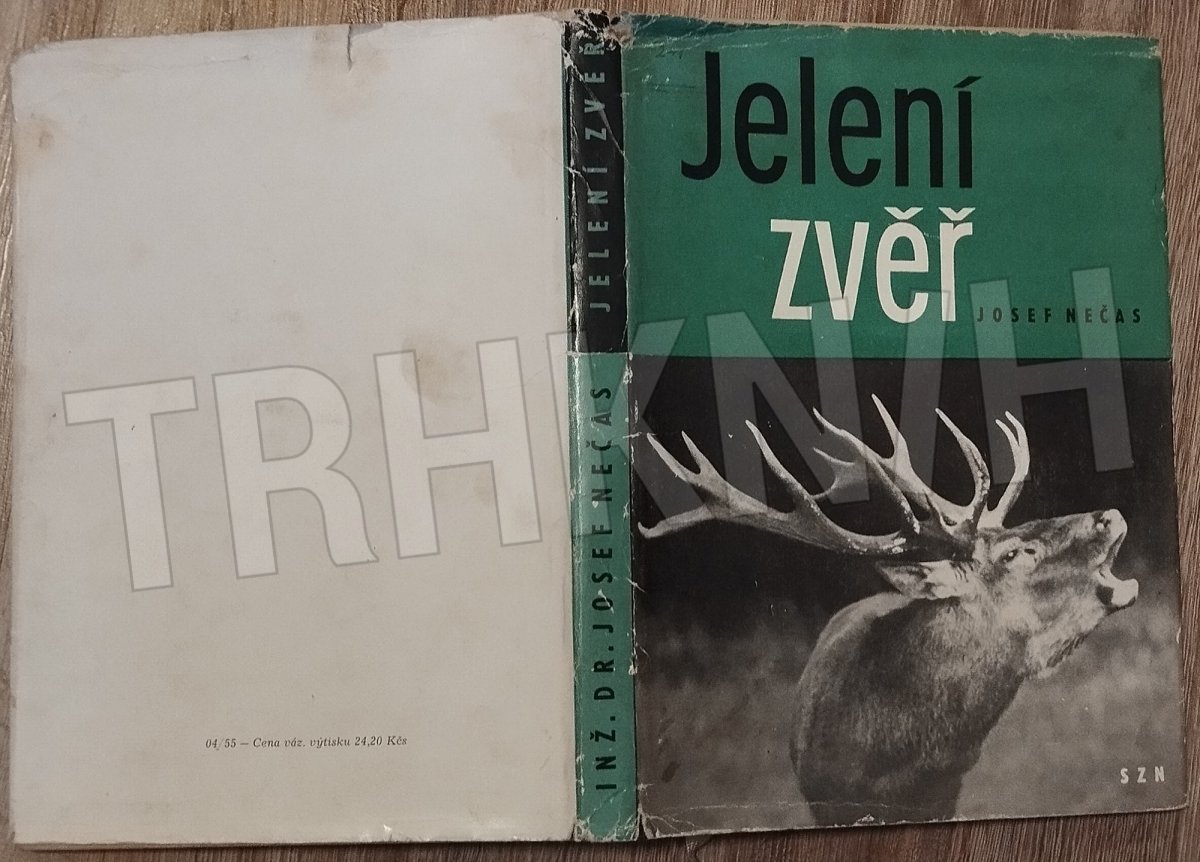 Jelení
zvěř
JOSEF NEČAS
SZN
JELENÍ ZVĚŘ
INŽ. DR. JOSEF NEČAS
04/55 — Cena váz. výtisku 24,20 Kčs
TRHKNIH